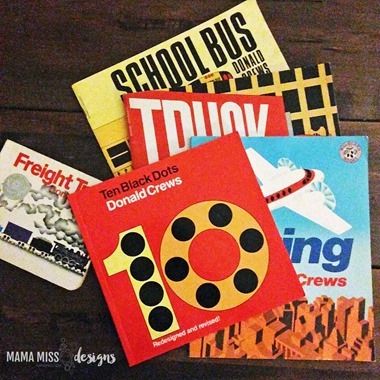 SCHOOL BUS
DONALD
CREWS
TRUCK
Freight T
Ten Black Dots
Donald Crews
10
Redesigned and revised!
ing
Crews
MAMA MISS designs